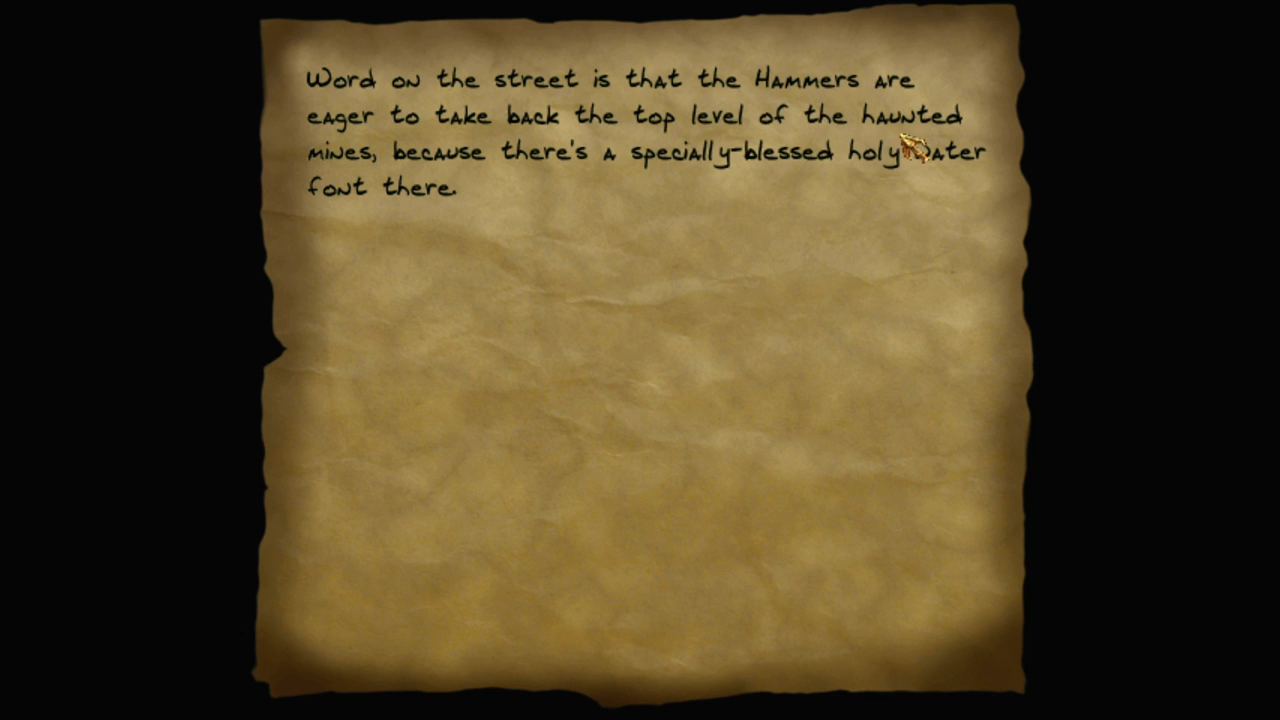 Word on the street is that the Hammers are
eager to take back the top level of the haunted
mines, because there's a specially-blessed holy water
font there.